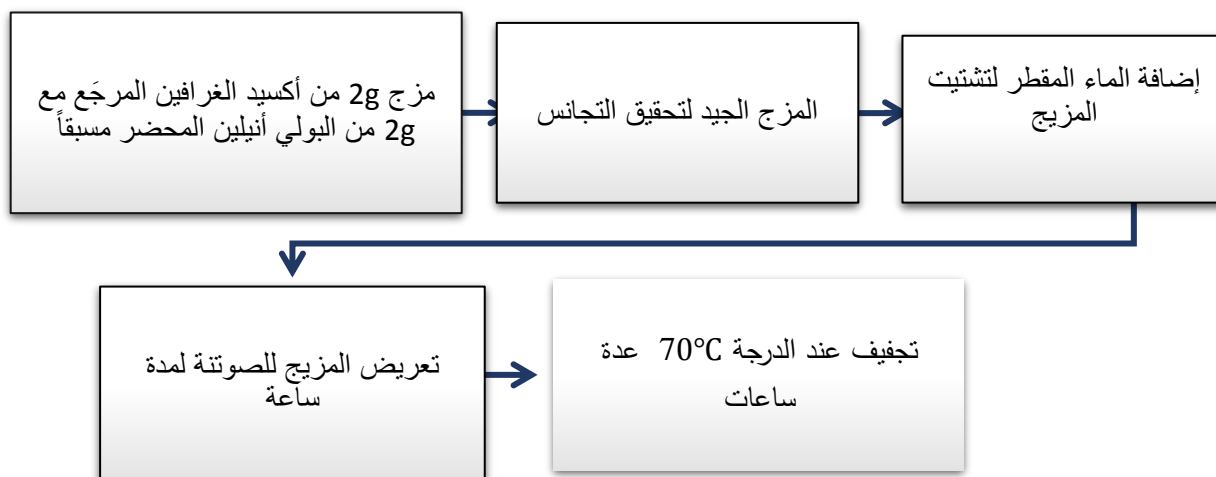 مزج 2g من أكسيد الغرافين المرجَع مع
2g من البولي أنيلين المحضر مسبقاً
المزج الجيد لتحقيق التجانس
إضافة الماء المقطر لتشتيت
المزيج
تعريض المزيج للصوتنة لمدة
ساعة
تجفيف عند الدرجة 70°C عدة
ساعات